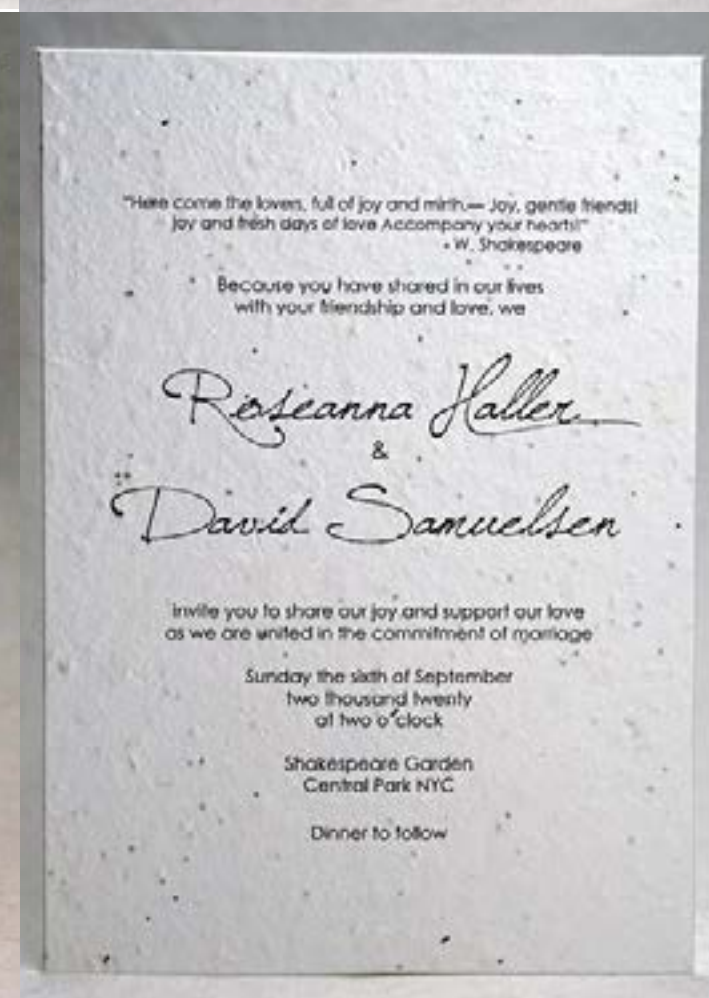 "Here come the lovers, full of joy and mirth.— Joy, gentle friends!
joy and fresh days of love Accompany your hearts!"
- W. Shakespeare
Because you have shared in our lives
with your friendship and love, we
Roseanna Haller
&
David Samuelsen
invite you to share our joy and support our love
as we are united in the commitment of marriage
Sunday the sixth of September
two thousand twenty
at two o'clock
Shakespeare Garden
Central Park NYC
Dinner to follow